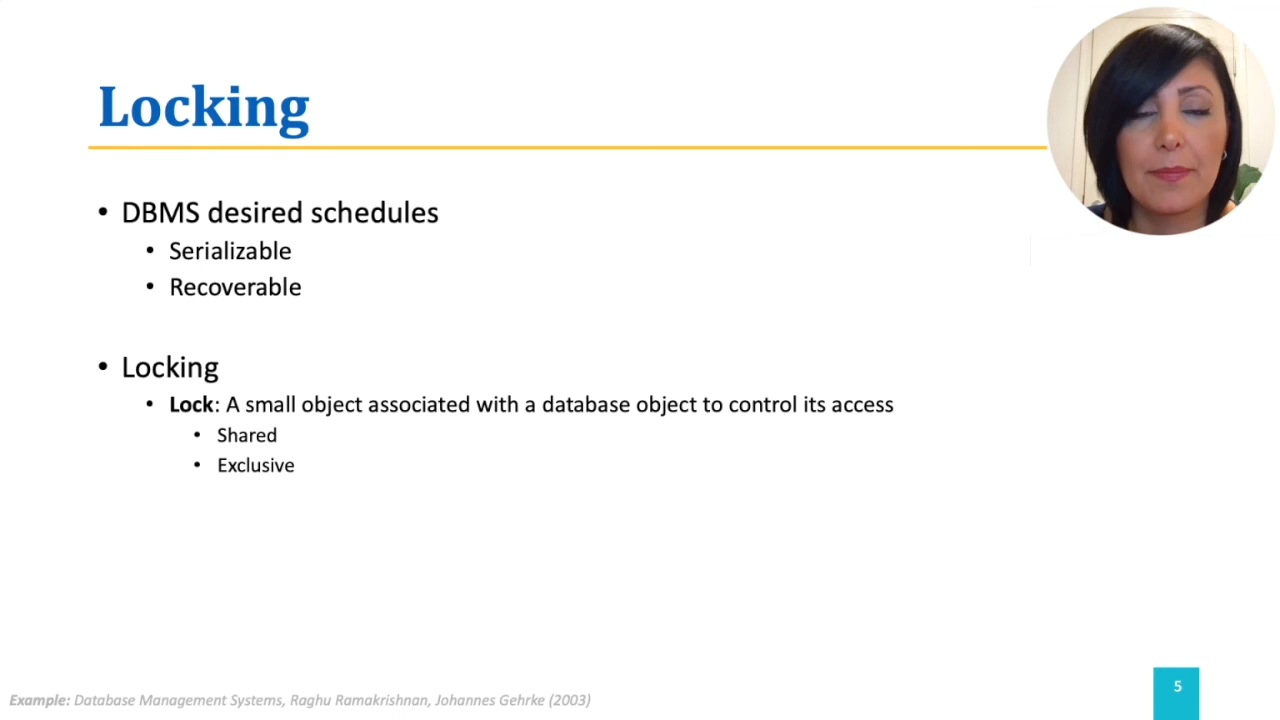 Locking
• DBMS desired schedules
• Serializable
• Recoverable
• Locking
• Lock: A small object associated with a database object to control its access
• Shared
• Exclusive
Example: Database Management Systems, Raghu Ramakrishnan, Johannes Gehrke (2003)
5